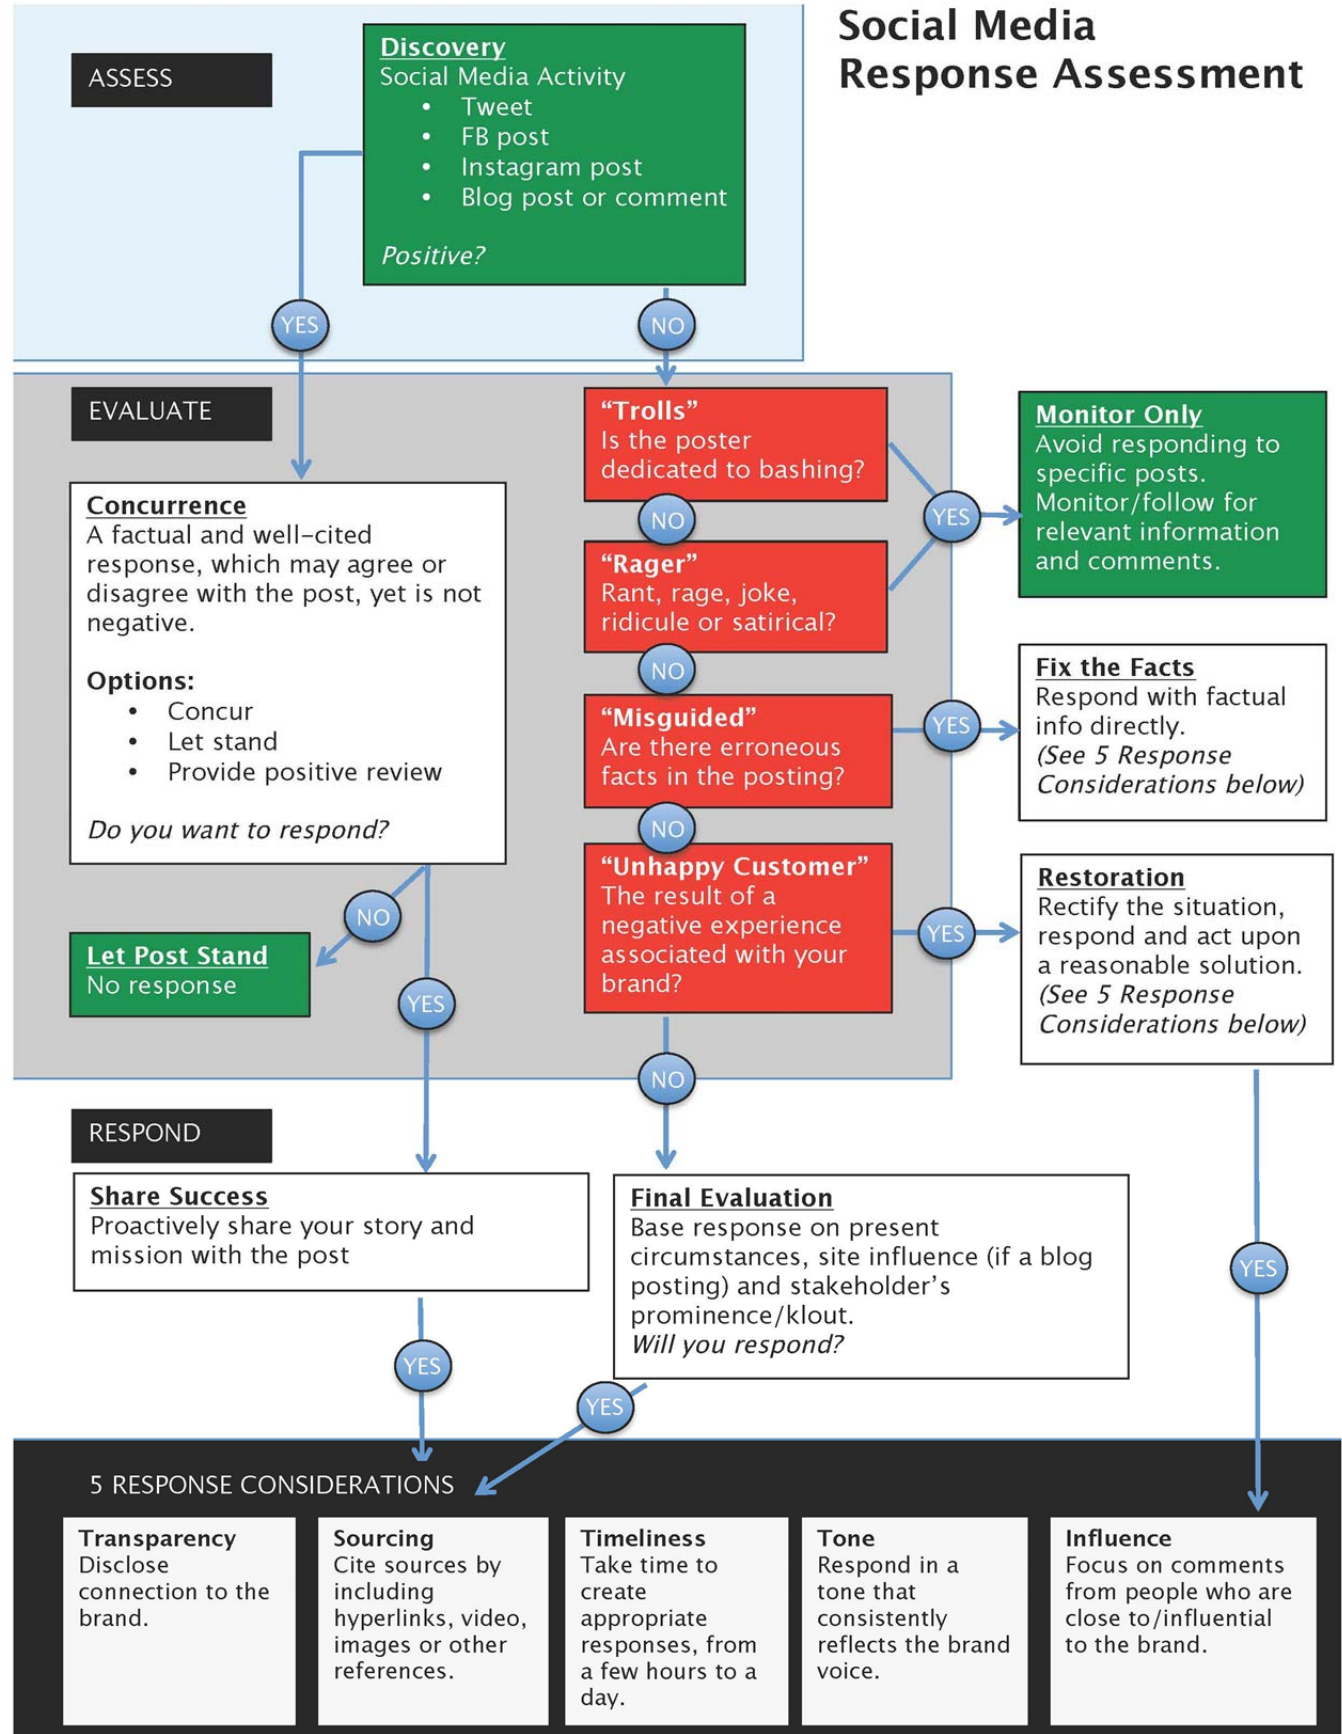 Social Media
Response Assessment
ASSESS
Discovery
Social Media Activity
• Tweet
• FB post
• Instagram post
• Blog post or comment
Positive?
YES
NO
EVALUATE
Concurrence
A factual and well-cited
response, which may agree or
disagree with the post, yet is not
negative.
Options:
• Concur
• Let stand
• Provide positive review
Do you want to respond?
NO
Let Post Stand
No response
YES
“Trolls”
Is the poster
dedicated to bashing?
NO
“Rager”
Rant, rage, joke,
ridicule or satirical?
YES
Monitor Only
Avoid responding to
specific posts.
Monitor/follow for
relevant information
and comments.
NO
“Misguided”
Are there erroneous
facts in the posting?
YES
Fix the Facts
Respond with factual
info directly.
(See 5 Response
Considerations below)
NO
“Unhappy Customer”
The result of a
negative experience
associated with your
brand?
YES
Restoration
Rectify the situation,
respond and act upon
a reasonable solution.
(See 5 Response
Considerations below)
NO
RESPOND
Share Success
Proactively share your story and
mission with the post
YES
Final Evaluation
Base response on present
circumstances, site influence (if a blog
posting) and stakeholder’s
prominence/klout.
Will you respond?
YES
YES
5 RESPONSE CONSIDERATIONS
Transparency
Disclose
connection to the
brand.
Sourcing
Cite sources by
including
hyperlinks, video,
images or other
references.
Timeliness
Take time to
create
appropriate
responses, from
a few hours to a
day.
Tone
Respond in a
tone that
consistently
reflects the brand
voice.
Influence
Focus on comments
from people who are
close to/influential
to the brand.